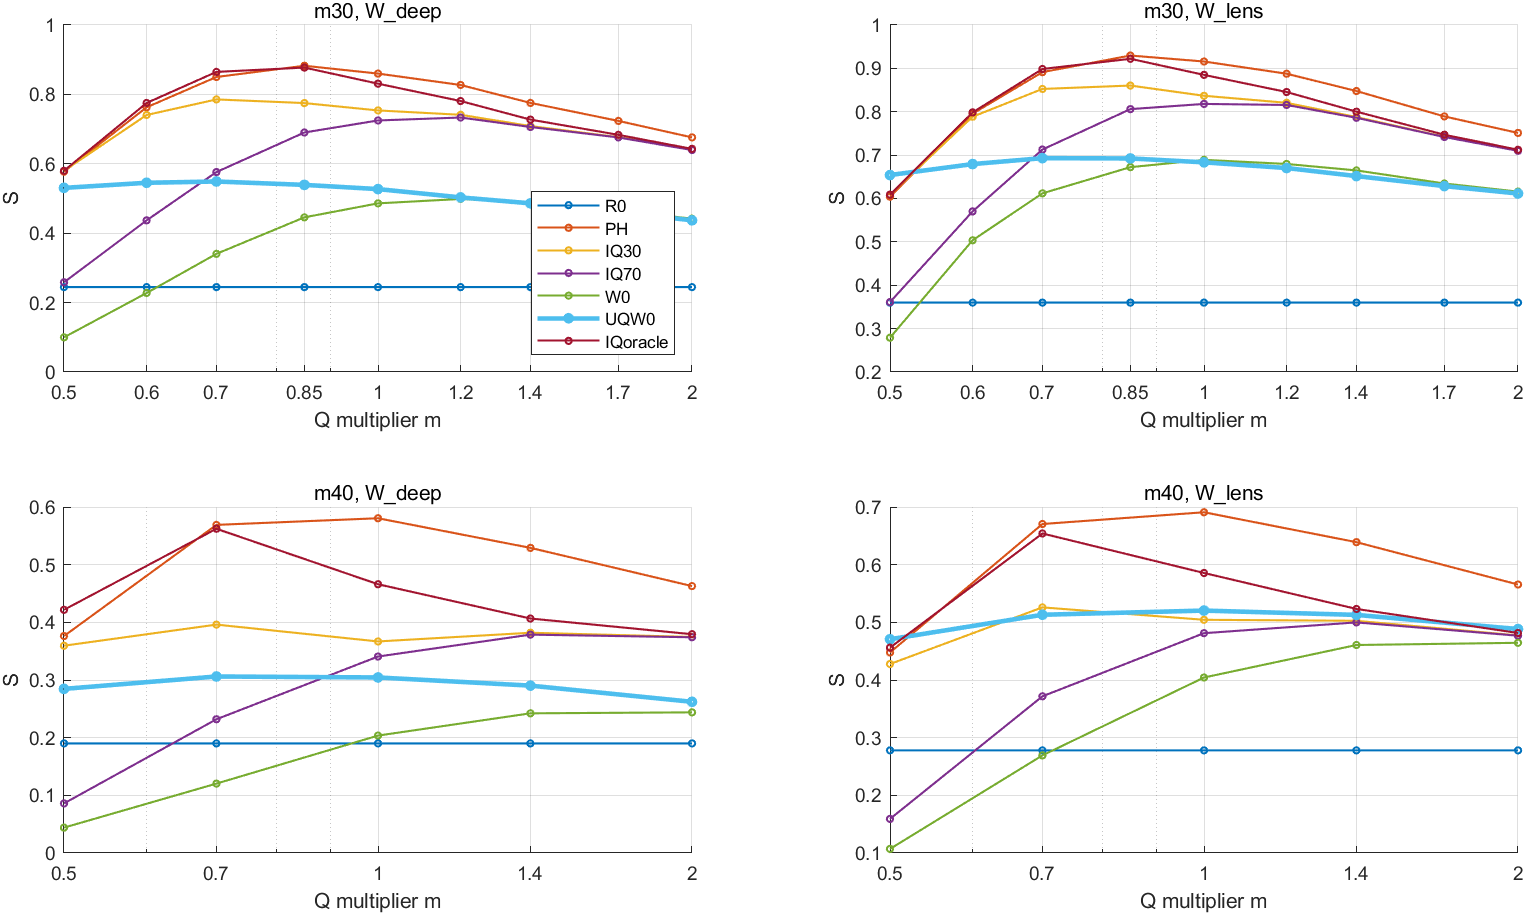 m30, W_deep
1
0.8
0.6
0.4
0.2
0
S
0.5 0.6 0.7 0.85 1 1.2 1.4 1.7 2
Q multiplier m
R0
PH
IQ30
IQ70
W0
UQW0
IQoracle
m30, W_lens
1
0.9
0.8
0.7
0.6
0.5
0.4
0.3
0.2
S
0.5 0.6 0.7 0.85 1 1.2 1.4 1.7 2
Q multiplier m
m40, W_deep
0.6
0.5
0.4
0.3
0.2
0.1
0
S
0.5 0.7 1 1.4 2
Q multiplier m
m40, W_lens
0.7
0.6
0.5
0.4
0.3
0.2
0.1
S
0.5 0.7 1 1.4 2
Q multiplier m